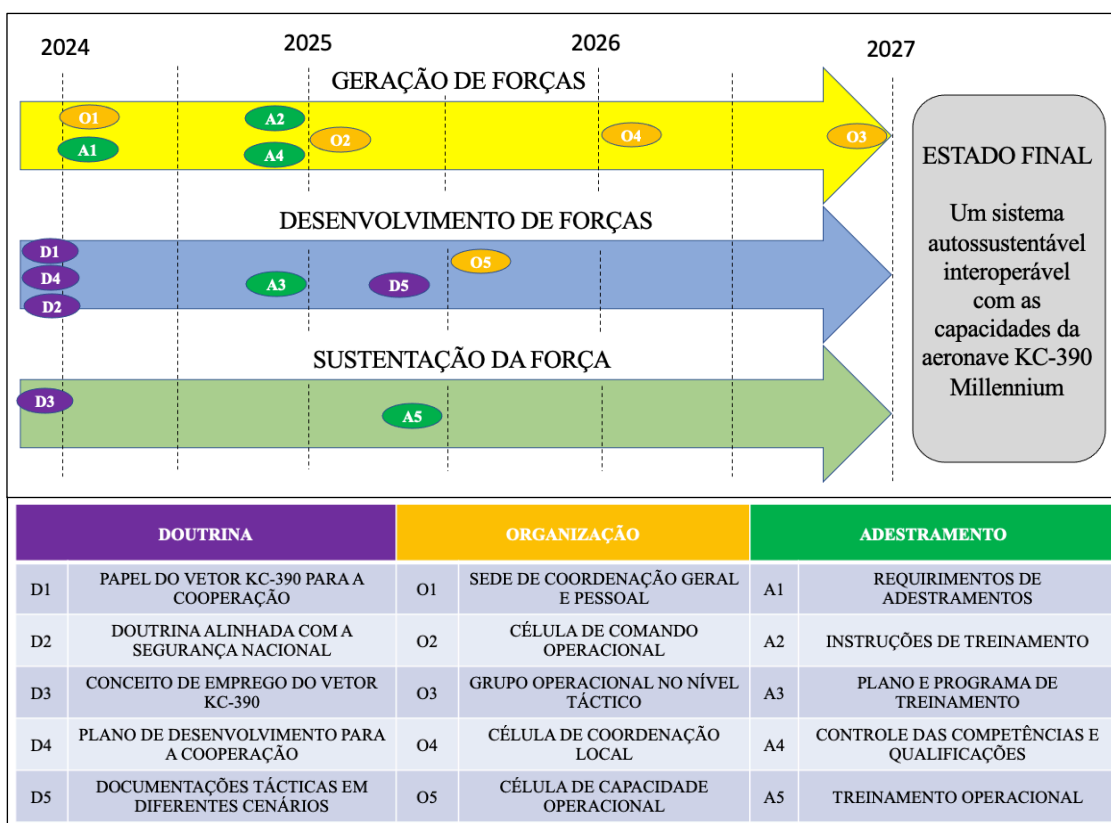 2024
2025
2026
2027
GERAÇÃO DE FORÇAS
O1
A2
O2
O4
O3
A1
A4
DESENVOLVIMENTO DE FORÇAS
D1
D4
D2
A3
D5
O5
SUSTENTAÇÃO DA FORÇA
D3
A5
ESTADO FINAL
Um sistema
autossustentável
interoperável
com as
capacidades da
aeronave KC-390
Millennium
DOUTRINA
ORGANIZAÇÃO
ADESTRAMENTO
D1
PAPEL DO VETOR KC-390 PARA A
COOPERAÇÃO
O1
SEDE DE COORDENAÇÃO GERAL
E PESSOAL
A1
REQUIRIMENTOS DE
ADESTRAMENTOS
D2
DOUTRINA ALINHADA COM A
SEGURANÇA NACIONAL
O2
CÉLULA DE COMANDO
OPERACIONAL
A2
INSTRUÇÕES DE TREINAMENTO
D3
CONCEITO DE EMPREGO DO VETOR
KC-390
O3
GRUPO OPERACIONAL NO NÍVEL
TÁCTICO
A3
PLANO E PROGRAMA DE
TREINAMENTO
D4
PLANO DE DESENVOLVIMENTO PARA
A COOPERAÇÃO
O4
CÉLULA DE COORDENAÇÃO
LOCAL
A4
CONTROLE DAS COMPETÊNCIAS E
QUALIFICAÇÕES
D5
DOCUMENTAÇÕES TÁCTICAS EM
DIFERENTES CENÁRIOS
O5
CÉLULA DE CAPACIDADE
OPERACIONAL
A5
TREINAMENTO OPERACIONAL